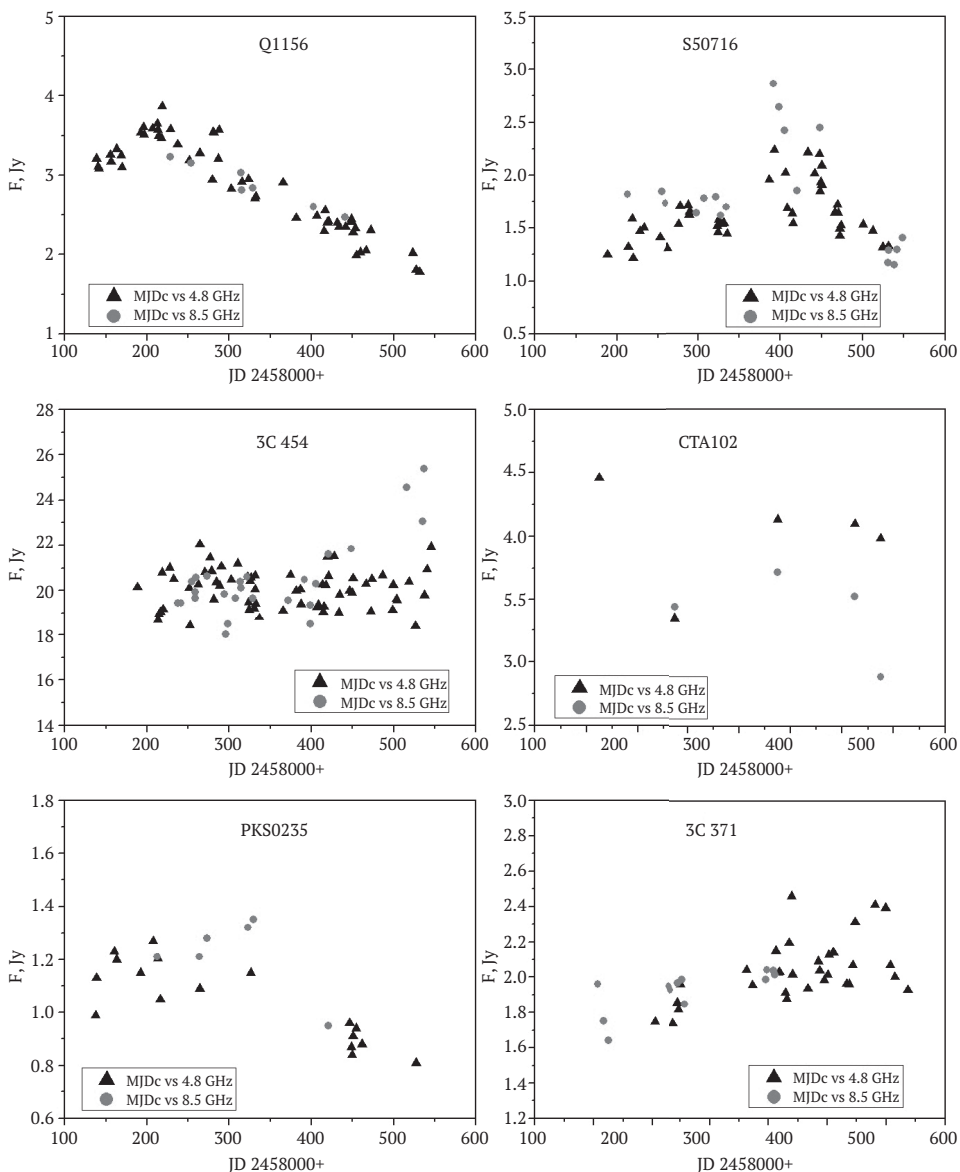 Q1156
F, Jy
5
4
3
2
1
MJDc vs 4.8 GHz
MJDc vs 8.5 GHz
100 200 300 400 500 600
JD 2458000+
S50716
F, Jy
3.5
3.0
2.5
2.0
1.5
1.0
0.5
MJDc vs 4.8 GHz
MJDc vs 8.5 GHz
100 200 300 400 500 600
JD 2458000+
3C 454
F, Jy
28
26
24
22
20
18
16
14
MJDc vs 4.8 GHz
MJDc vs 8.5 GHz
100 200 300 400 500 600
JD 2458000+
CTA102
F, Jy
5.0
4.5
4.0
3.5
3.0
2.5
MJDc vs 4.8 GHz
MJDc vs 8.5 GHz
100 200 300 400 500 600
JD 2458000+
PKS0235
F, Jy
1.8
1.6
1.4
1.2
1.0
0.8
0.6
MJDc vs 4.8 GHz
MJDc vs 8.5 GHz
100 200 300 400 500 600
JD 2458000+
3C 371
F, Jy
3.0
2.8
2.6
2.4
2.2
2.0
1.8
1.6
1.4
1.2
MJDc vs 4.8 GHz
MJDc vs 8.5 GHz
100 200 300 400 500 600
JD 2458000+